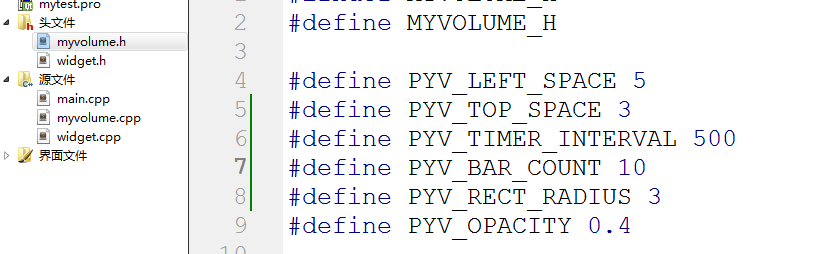 mytest.pro
头文件
myvolume.h
widget.h
源文件
main.cpp
myvolume.cpp
widget.cpp
界面文件
2 #define MYVOLUME_H
3
4 #define PYV_LEFT_SPACE 5
5 #define PYV_TOP_SPACE 3
6 #define PYV_TIMER_INTERVAL 500
7 #define PYV_BAR_COUNT 10
8 #define PYV_RECT_RADIUS 3
9 #define PYV_OPACITY 0.4
10